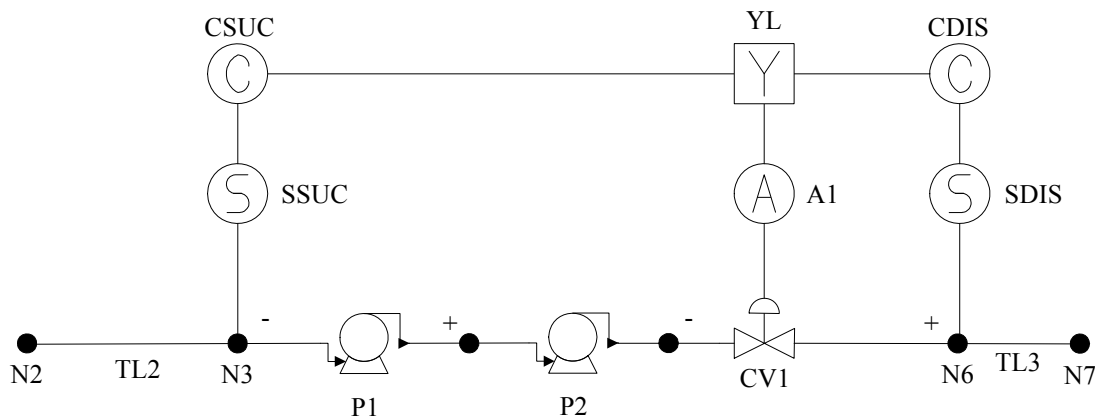 CSUC
YL
CDIS
C
Y
C
S
SSUC
A
A1
S
SDIS
-
+
-
+
N2
TL2
N3
P1
P2
CV1
N6
TL3
N7